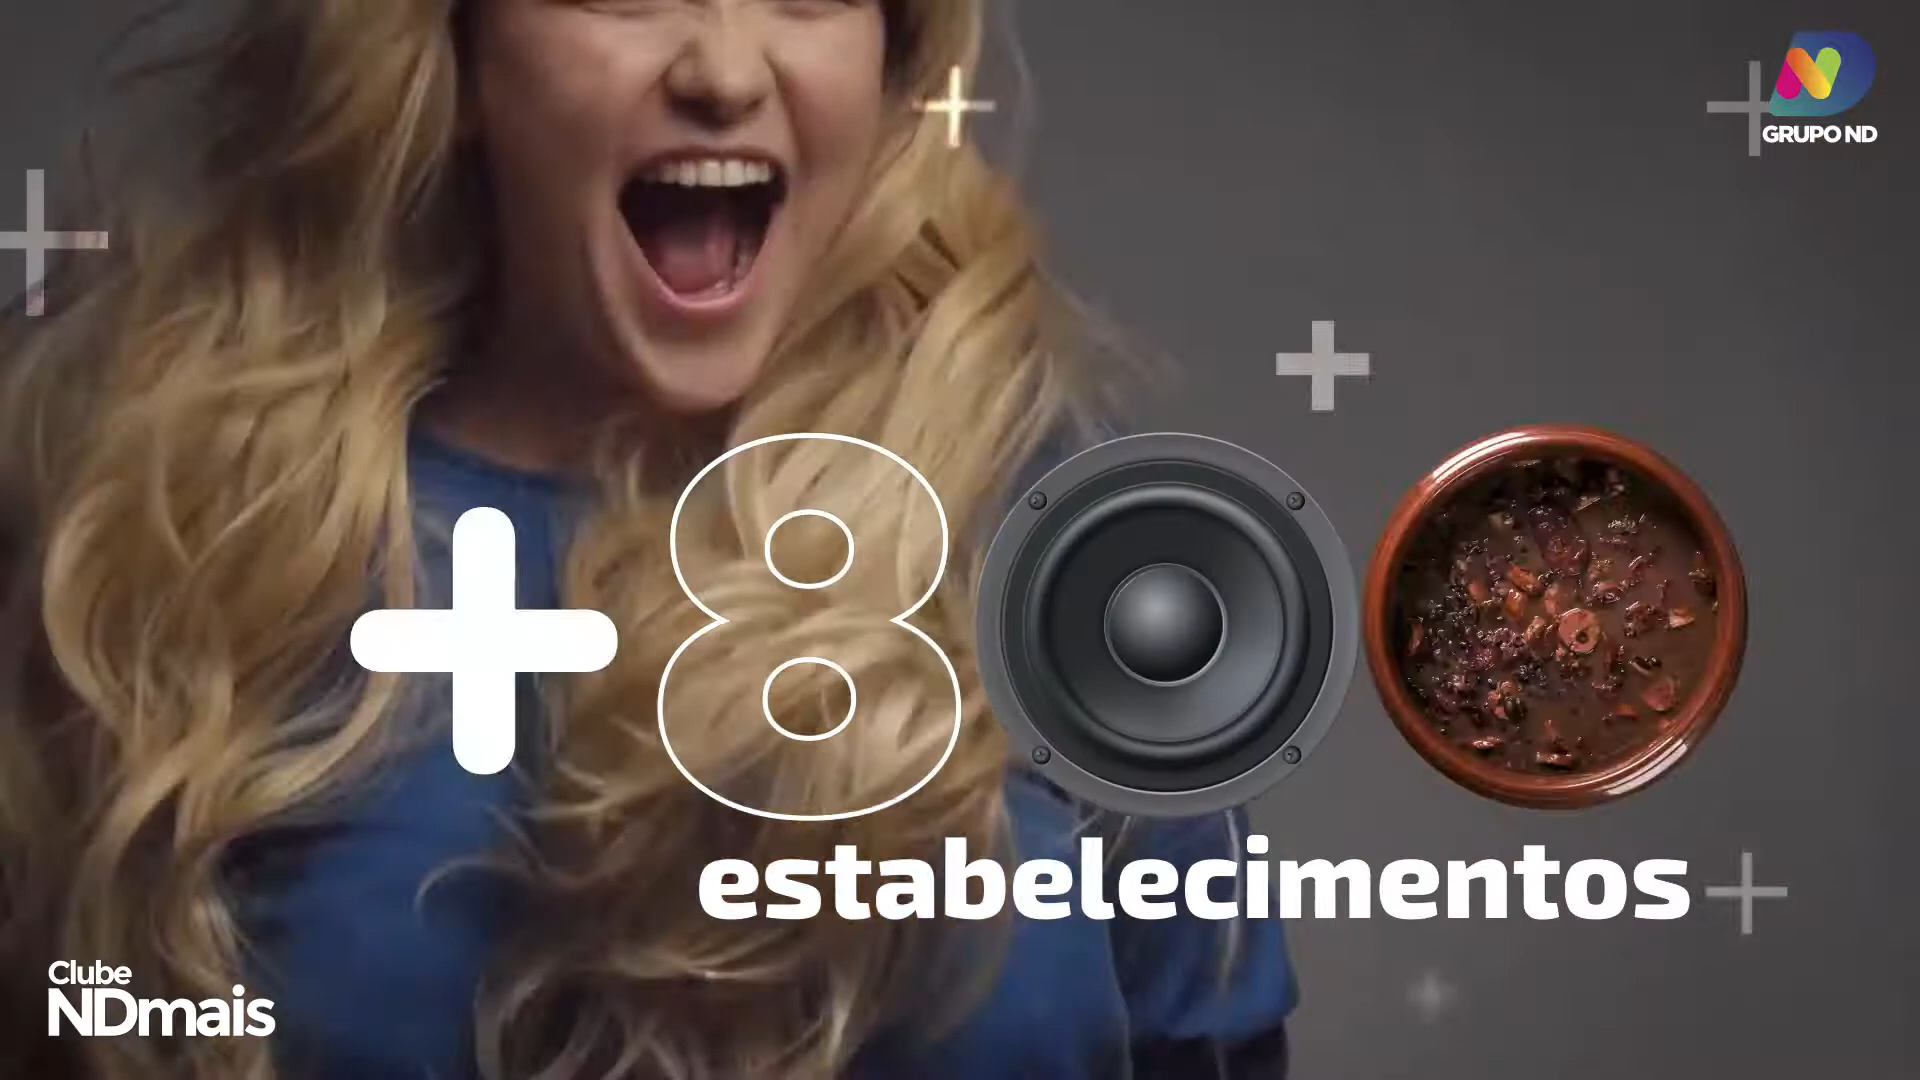 GRUPO ND
+8
estabelecimentos
Clube
NDmais